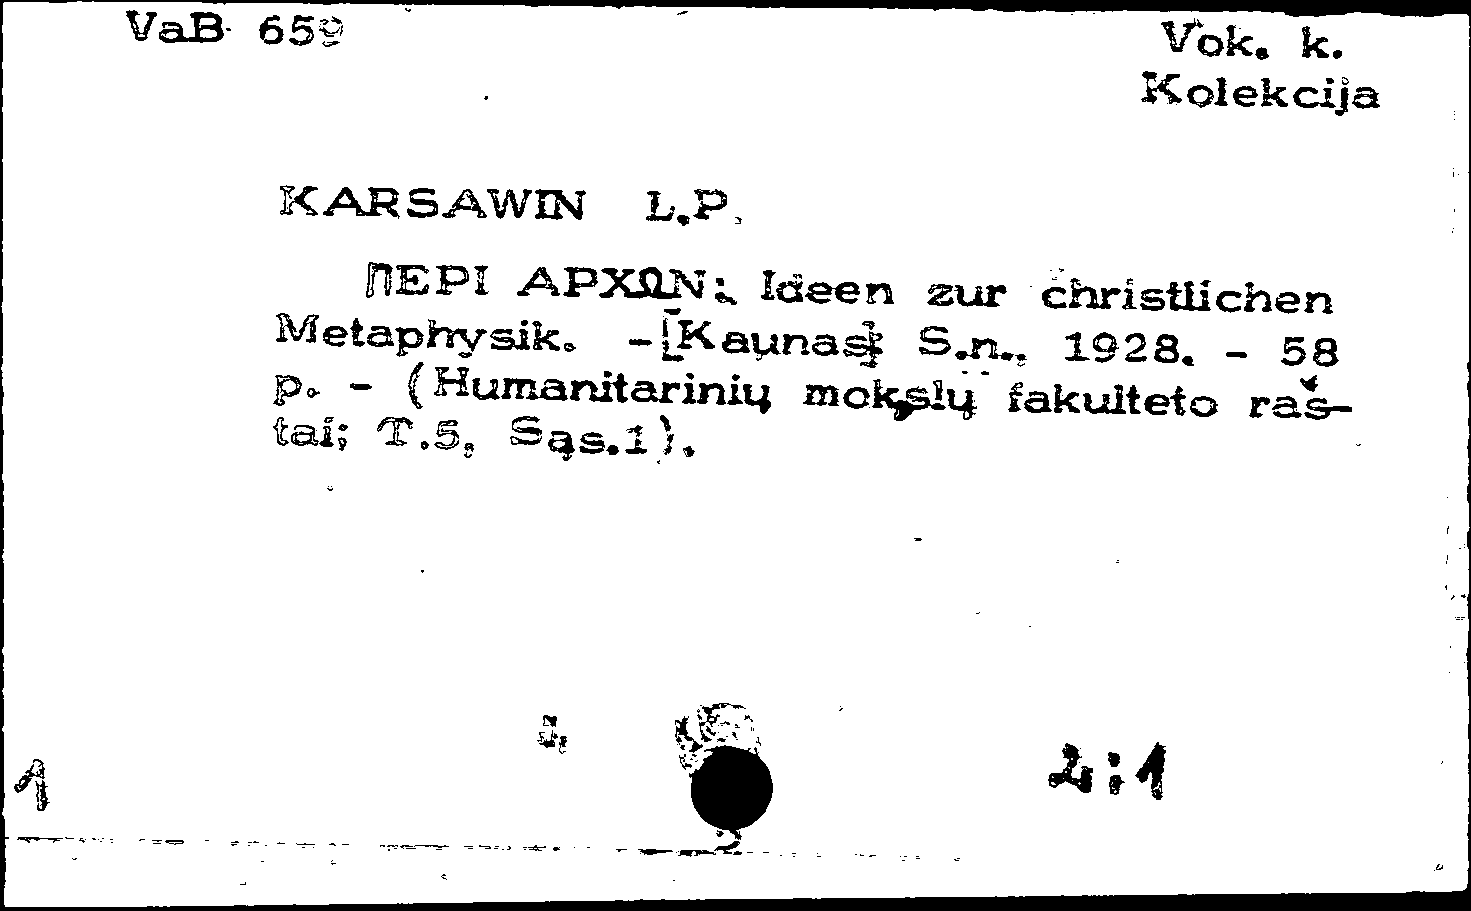 VaB 659
Vok. k.
Kolekcija
KARSAWIN L.P.
ΠΕΡΙ ΑΡΧΩΝ: Ideen zur christlichen
Metaphysik. -[Kaunas]: S.n., 1928. - 58
p. - (Humanitarinių mokslų fakulteto raš-
tai; T.5, Sąs.1).
1
2:1